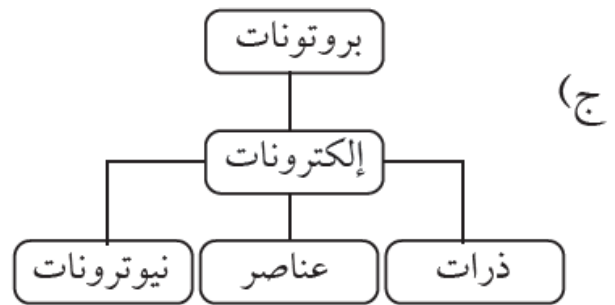 بروتونات
ج)
إلكترونات
ذرات
عناصر
نيوترونات